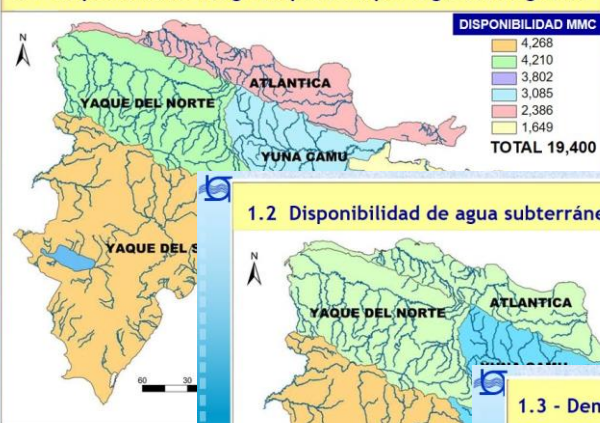 DISPONIBILIDAD MMC
4,268
4,210
3,802
3,085
2,386
1,649
TOTAL 19,400
N
ATLANTICA
YAQUE DEL NORTE
YUNA CAMU
YAQUE DEL S
60 30
1.2 Disponibilidad de agua subterráne
N
YAQUE DEL NORTE
ATLANTICA
1.3 - Den